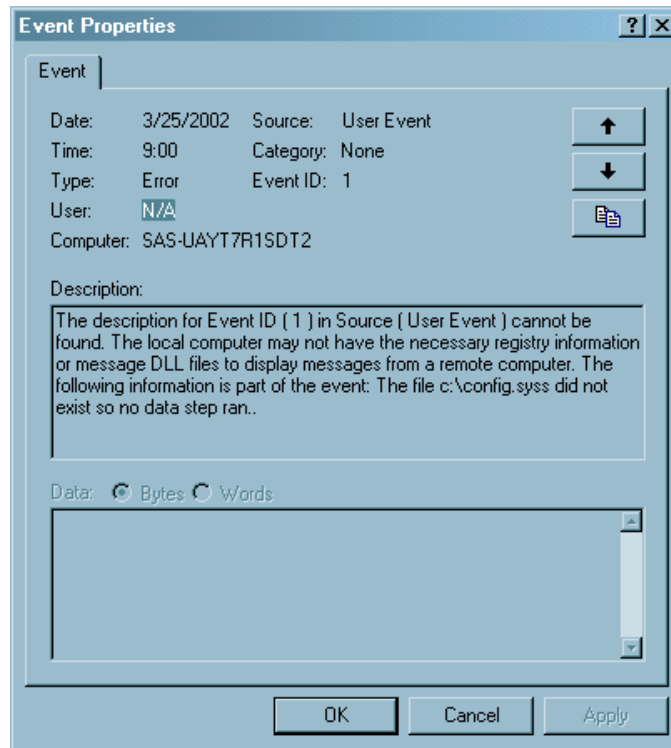 Event Properties
Event
Date: 3/25/2002 Source: User Event
Time: 9:00 Category: None
Type: Error Event ID: 1
User: N/A
Computer: SAS-UAYT7R1SDT2
Description:
The description for Event ID ( 1 ) in Source ( User Event ) cannot be
found. The local computer may not have the necessary registry information
or message DLL files to display messages from a remote computer. The
following information is part of the event: The file c:\config.syss did not
exist so no data step ran..
Data: Bytes Words
OK Cancel Apply